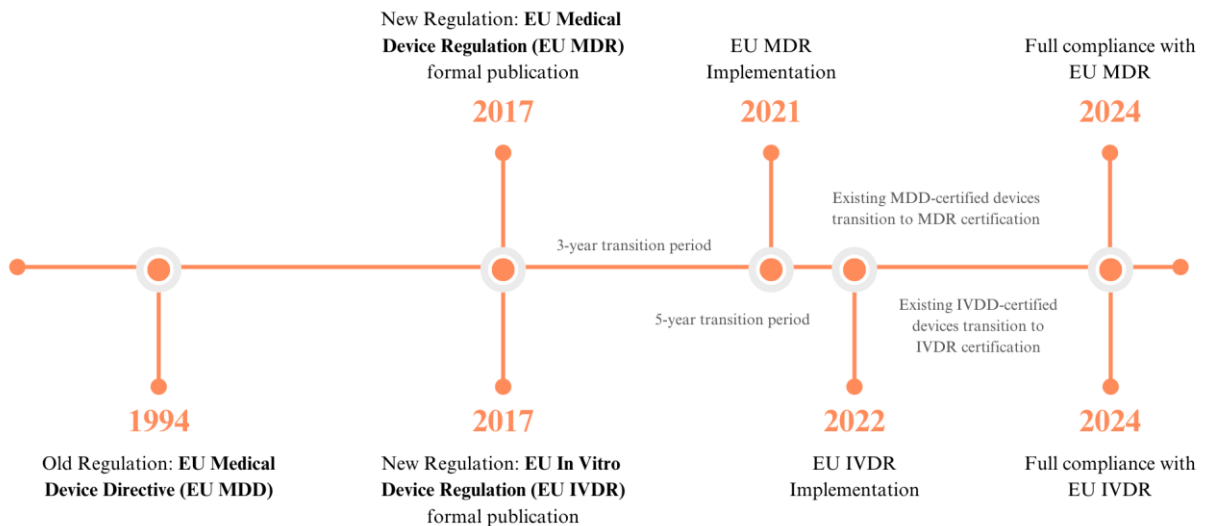 New Regulation: EU Medical
Device Regulation (EU MDR)
formal publication
2017
EU MDR
Implementation
2021
Full compliance with
EU MDR
2024
3-year transition period
Existing MDD-certified devices
transition to MDR certification
5-year transition period
Existing IVDD-certified
devices transition to
IVDR certification
1994
Old Regulation: EU Medical
Device Directive (EU MDD)
2017
New Regulation: EU In Vitro
Device Regulation (EU IVDR)
formal publication
2022
EU IVDR
Implementation
2024
Full compliance with
EU IVDR